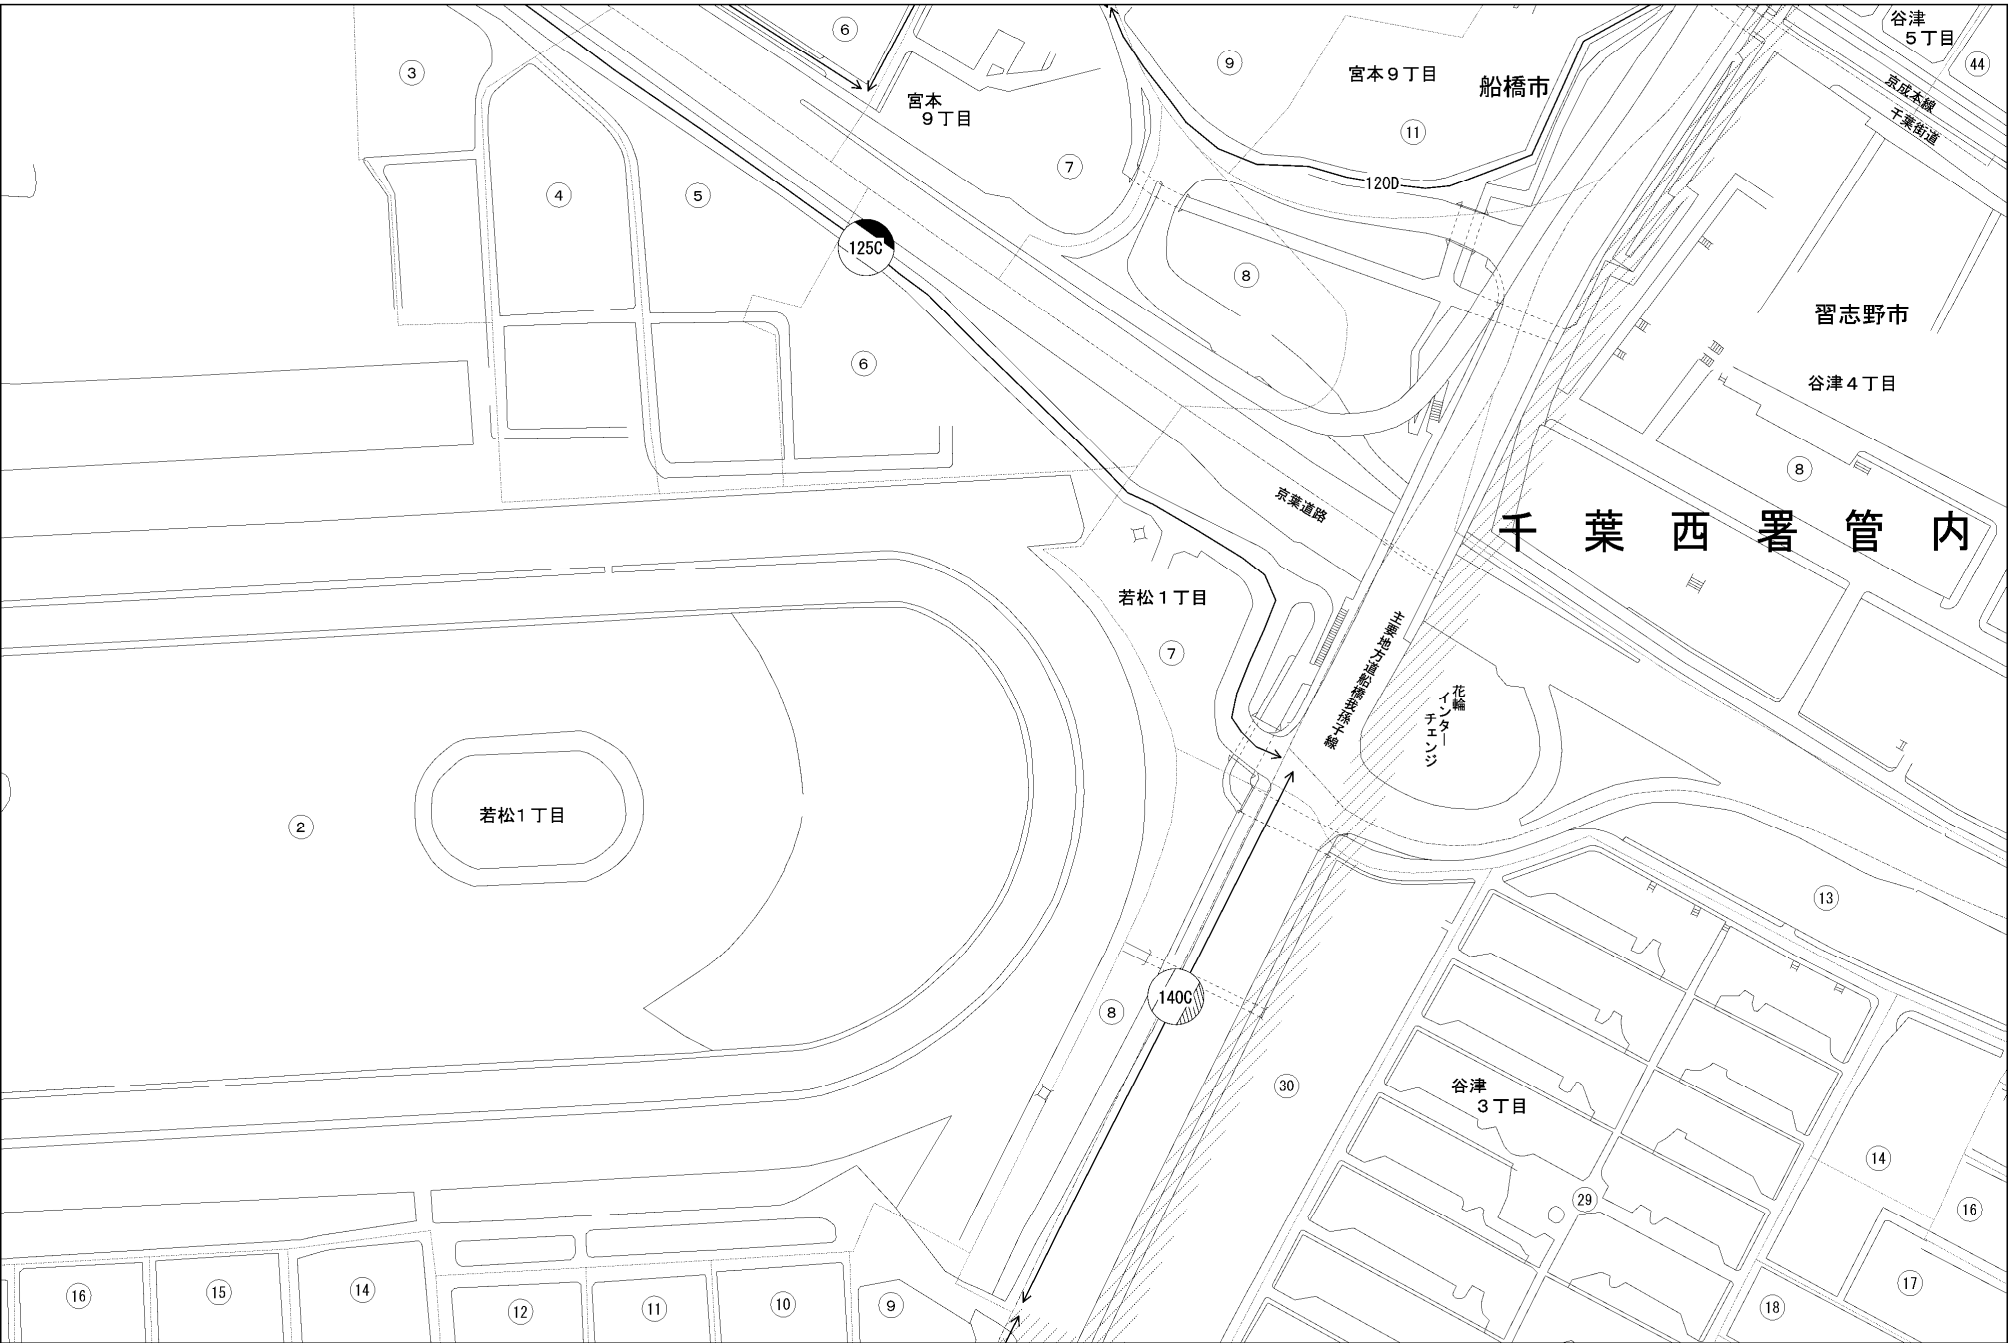 谷津
5丁目
44
京成本線
千葉街道
6
宮本
9丁目
9
宮本9丁目
船橋市
11
120D
3
4
5
7
125C
8
6
習志野市
谷津4丁目
8
京葉道路
千葉西署管内
若松1丁目
7
主要地方道船橋我孫子線
花輪
インター
チェンジ
2
若松1丁目
13
140C
8
30
谷津
3丁目
14
29
16
17
18
16
15
14
12
11
10
9